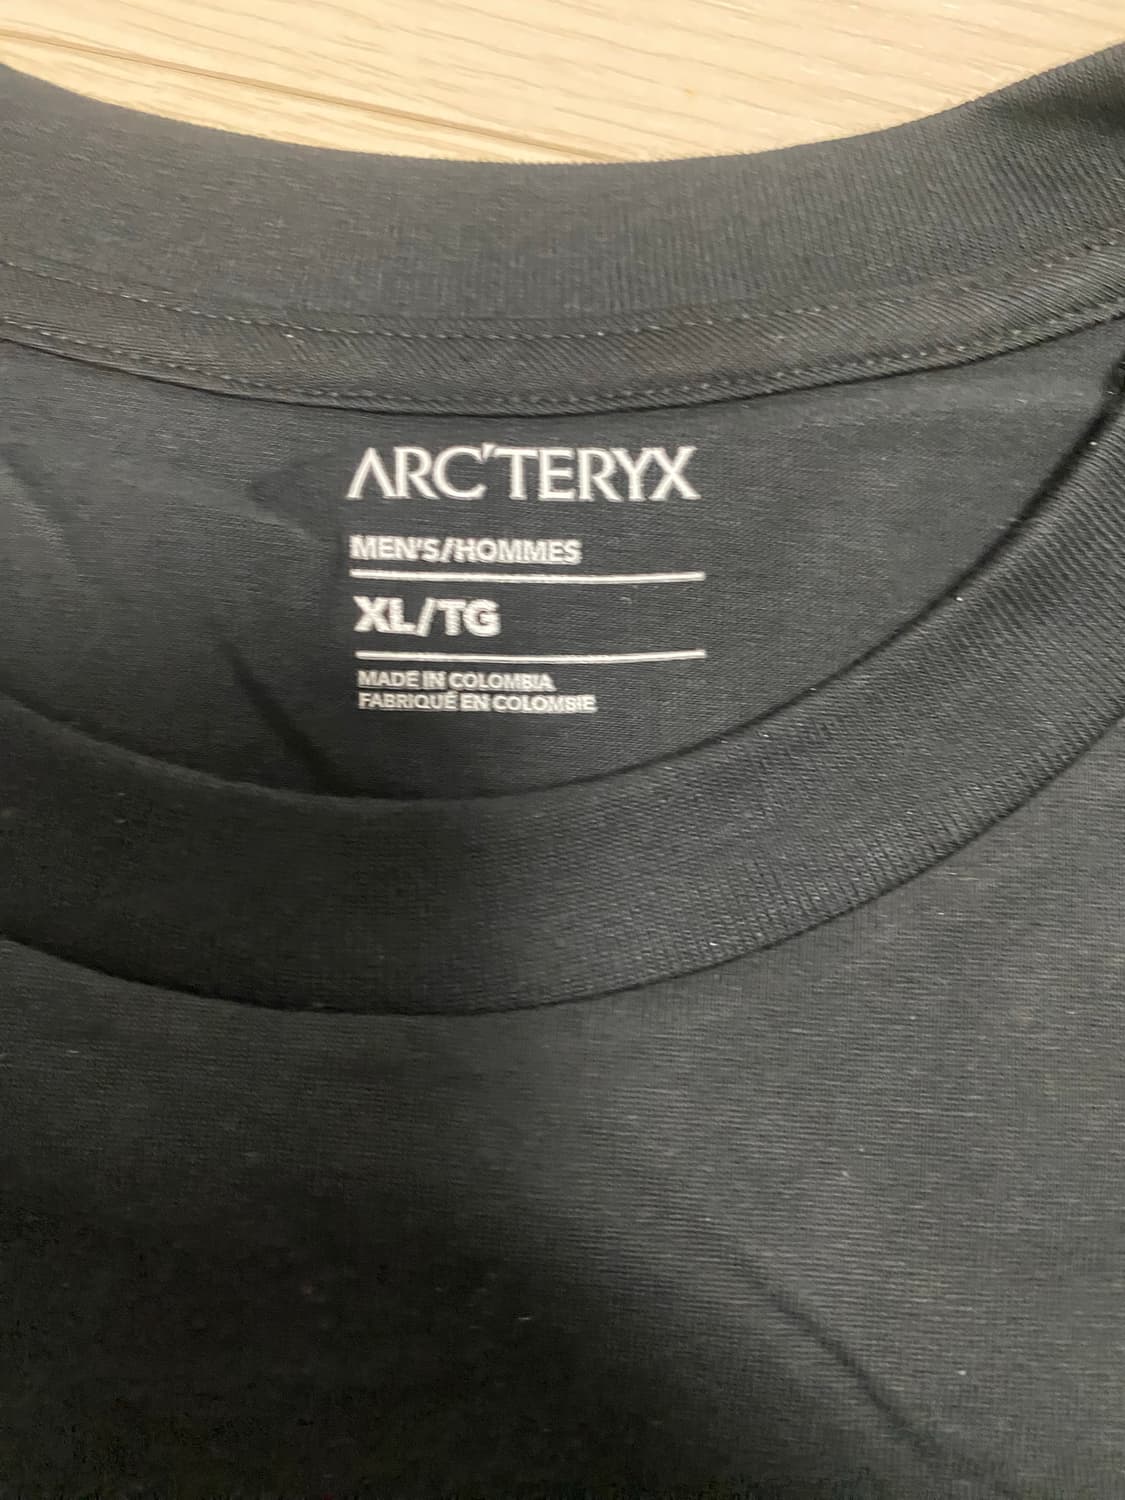 ARC'TERYX
MEN'S/HOMMES
XL/TG
MADE IN COLOMBIA
FABRIQUÉ EN COLOMBIE